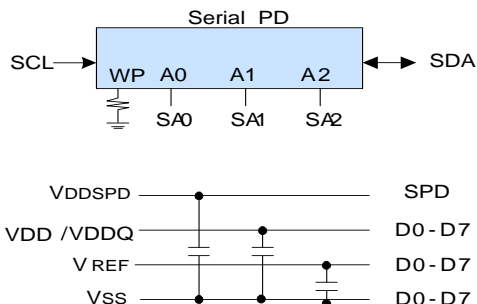 Serial PD
SCL
WP A0 A1 A2
SDA
SA0 SA1 SA2
VDDSPD SPD
VDD /VDDQ D0-D7
VREF D0-D7
VSS D0-D7